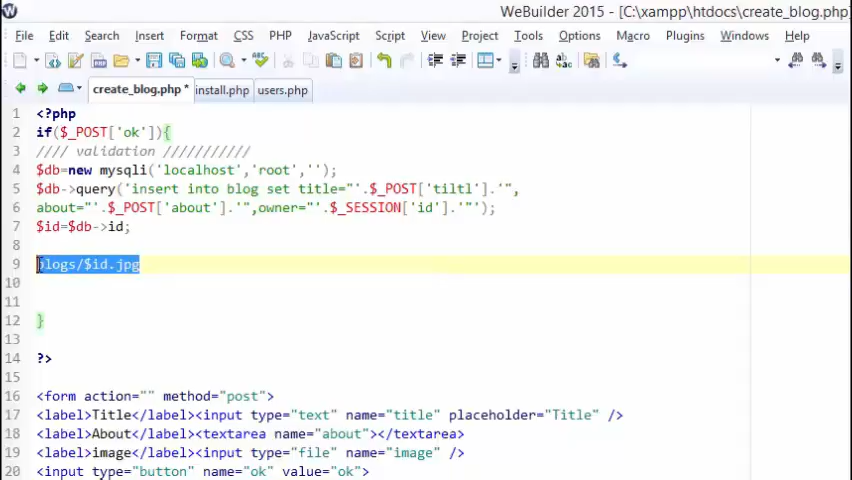 WeBuilder 2015 - [C:\xampp\htdocs\create_blog.php
File Edit Search Insert Format CSS PHP JavaScript Script View Project Tools Options Macro Plugins Windows Help
create_blog.php * install.php users.php
1 <?php
2 if($_POST['ok']){
3 //// validation ///////////
4 $db=new mysqli('localhost','root','');
5 $db->query('insert into blog set title="'.$_POST['tiltl'].'",
6 about="'.$_POST['about'].'",owner="'.$_SESSION['id'].'"');
7 $id=$db->id;
8
9 blogs/$id.jpg
10
11
12 }
13
14 ?>
15
16 <form action="" method="post">
17 <label>Title</label><input type="text" name="title" placeholder="Title" />
18 <label>About</label><textarea name="about"></textarea>
19 <label>image</label><input type="file" name="image" />
20 <input type="button" name="ok" value="ok">